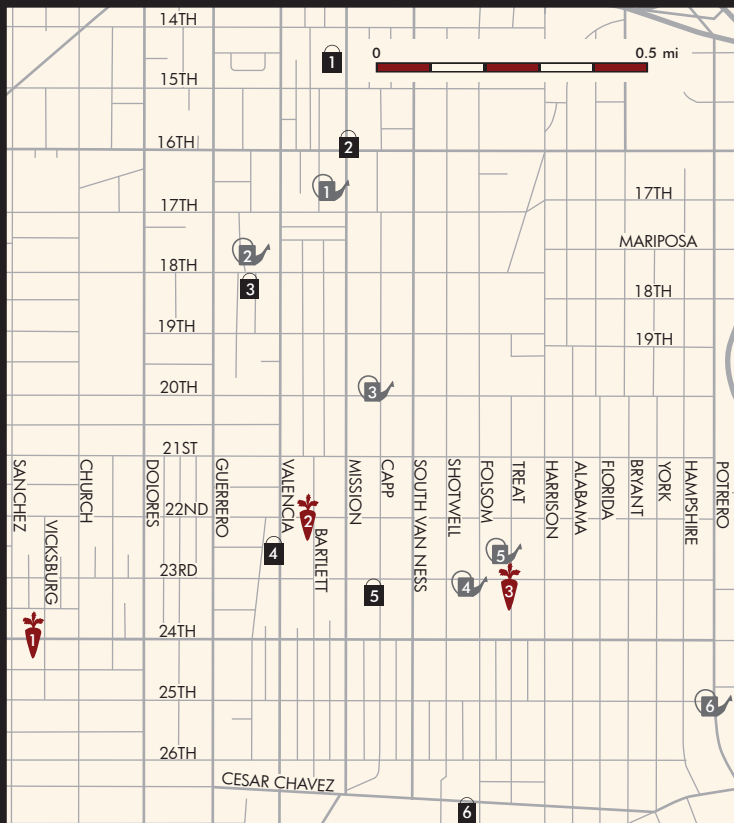 14TH
0 0.5 mi
1
15TH
16TH
2
1
17TH
17TH
MARIPOSA
2
18TH
3
18TH
19TH
19TH
20TH
3
21ST
SANCHEZ
CHURCH
DOLORES
GUERRERO
VALENCIA
MISSION
CAPP
SOUTH VAN NESS
SHOTWELL
FOLSOM
TREAT
HARRISON
ALABAMA
FLORIDA
BRYANT
YORK
HAMPSHIRE
POTRERO
22ND
2
VICKSBURG
BARTLETT
4
5
23RD
4
3
5
1
24TH
25TH
6
26TH
CESAR CHAVEZ
6